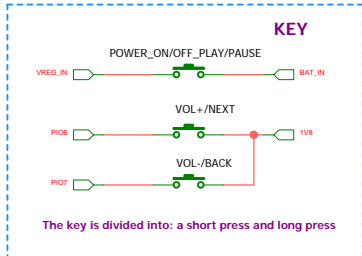 KEY
POWER_ON/OFF_PLAY/PAUSE
VREG_IN
BAT_IN
VOL+/NEXT
PIO6
1V8
VOL-/BACK
PIO7
The key is divided into: a short press and long press